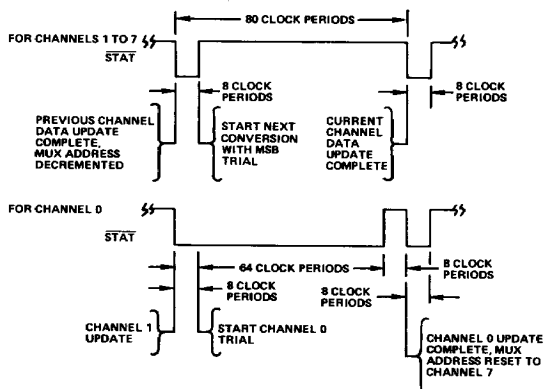 80 CLOCK PERIODS
FOR CHANNELS 1 TO 7
STAT
8 CLOCK
PERIODS
8 CLOCK
PERIODS
PREVIOUS CHANNEL
DATA UPDATE
COMPLETE,
MUX ADDRESS
DECREMENTED
START NEXT
CONVERSION
WITH MSB
TRIAL
CURRENT
CHANNEL
DATA
UPDATE
COMPLETE
FOR CHANNEL 0
STAT
64 CLOCK PERIODS
8 CLOCK
PERIODS
8 CLOCK
PERIODS
8 CLOCK
PERIODS
CHANNEL 1
UPDATE
START CHANNEL 0
TRIAL
CHANNEL 0 UPDATE
COMPLETE, MUX
ADDRESS RESET TO
CHANNEL 7